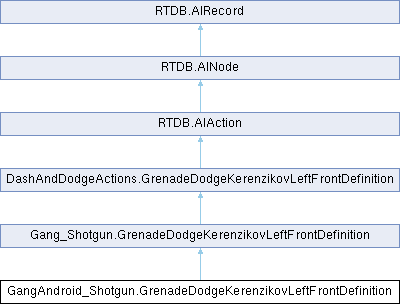 RTDB.AIRecord
RTDB.AINode
RTDB.AIAction
DashAndDodgeActions.GrenadeDodgeKerenzikovLeftFrontDefinition
Gang_Shotgun.GrenadeDodgeKerenzikovLeftFrontDefinition
GangAndroid_Shotgun.GrenadeDodgeKerenzikovLeftFrontDefinition